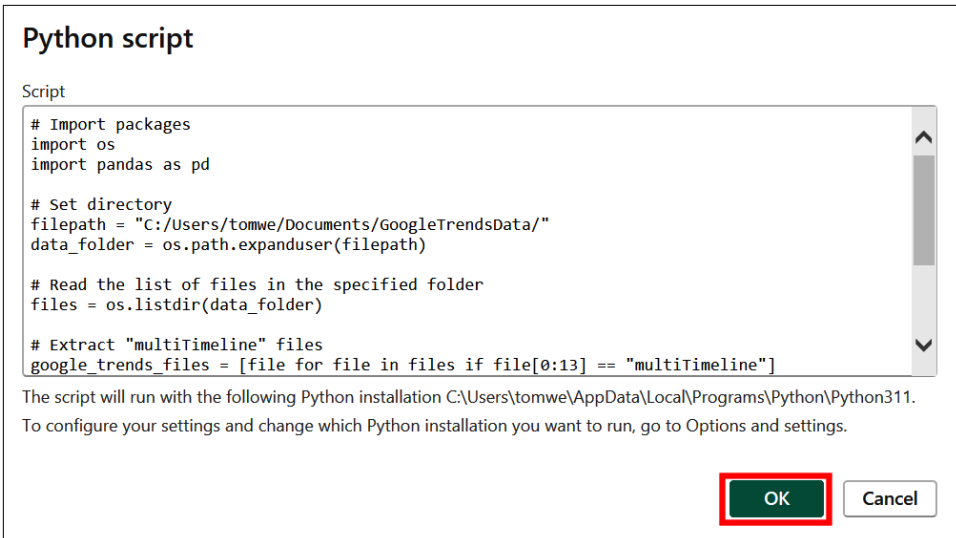 Python script
Script
# Import packages
import os
import pandas as pd
# Set directory
filepath = "C:/Users/tomwe/Documents/GoogleTrendsData/"
data_folder = os.path.expanduser(filepath)
# Read the list of files in the specified folder
files = os.listdir(data_folder)
# Extract "multiTimeline" files
google_trends_files = [file for file in files if file[0:13] == "multiTimeline"]
The script will run with the following Python installation C:\Users\tomwe\AppData\Local\Programs\Python\Python311.
To configure your settings and change which Python installation you want to run, go to Options and settings.
OK Cancel